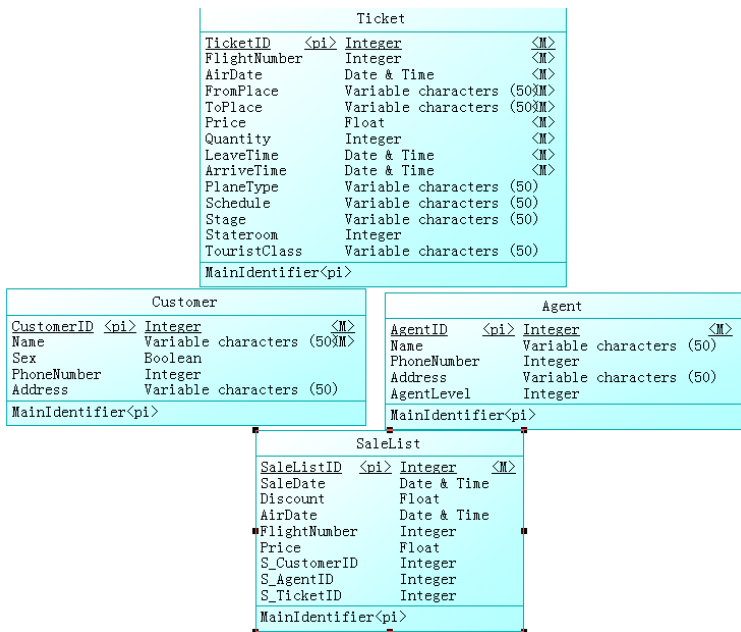 Ticket
TicketID <pi> Integer <M>
FlightNumber Integer <M>
AirDate Date & Time <M>
FromPlace Variable characters (50) <M>
ToPlace Variable characters (50) <M>
Price Float <M>
Quantity Integer <M>
LeaveTime Date & Time <M>
ArriveTime Date & Time <M>
PlaneType Variable characters (50)
Schedule Variable characters (50)
Stage Variable characters (50)
Stateroom Integer
TouristClass Variable characters (50)
MainIdentifier<pi>
Customer
CustomerID <pi> Integer <M>
Name Variable characters (50) <M>
Sex Boolean
PhoneNumber Integer
Address Variable characters (50)
MainIdentifier<pi>
Agent
AgentID <pi> Integer <M>
Name Variable characters (50)
PhoneNumber Integer
Address Variable characters (50)
AgentLevel Integer
MainIdentifier<pi>
SaleList
SaleListID <pi> Integer <M>
SaleDate Date & Time
Discount Float
AirDate Date & Time
FlightNumber Integer
Price Float
S_CustomerID Integer
S_AgentID Integer
S_TicketID Integer
MainIdentifier<pi>